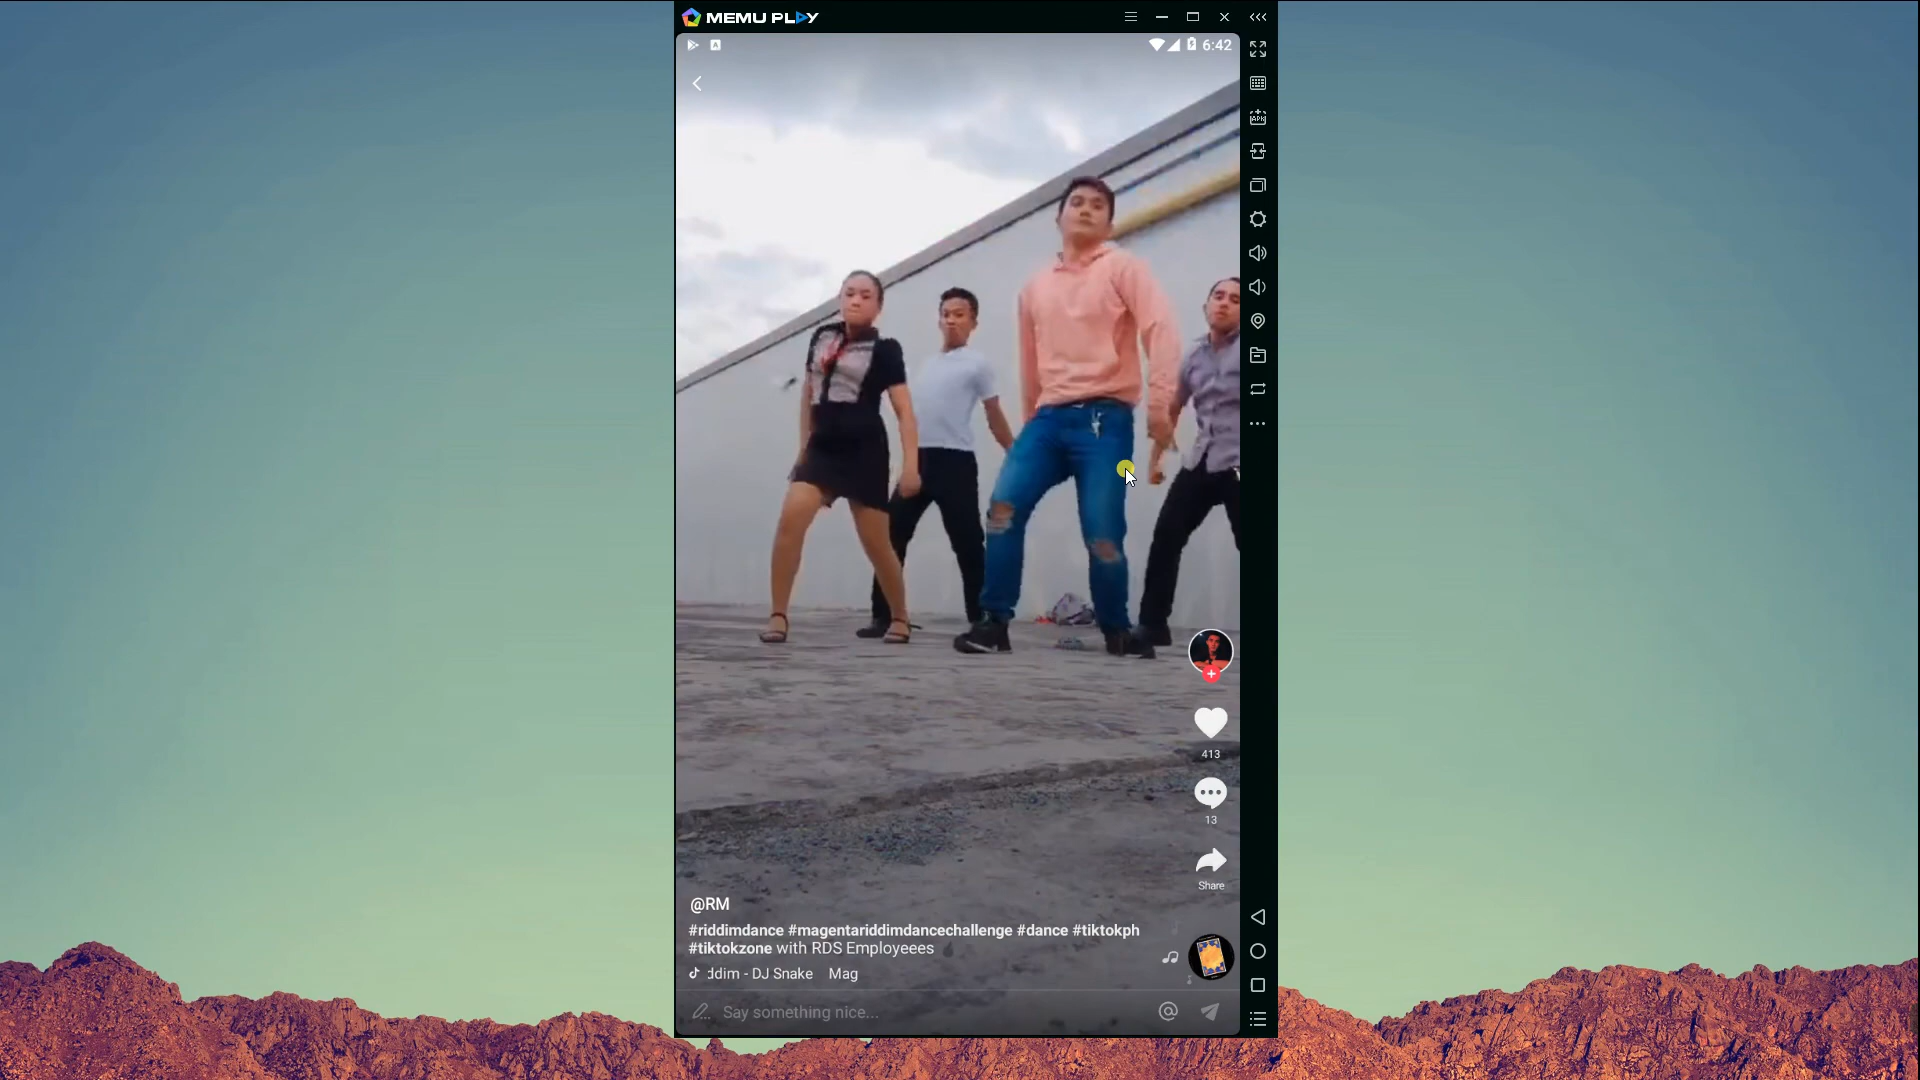 MEMU PLAY
6:42
APK
413
13
Share
@RM
#riddimdance #magentariddimdancechallenge #dance #tiktokph
#tiktokzone with RDS Employeees
ddim - DJ Snake Mag
Say something nice...